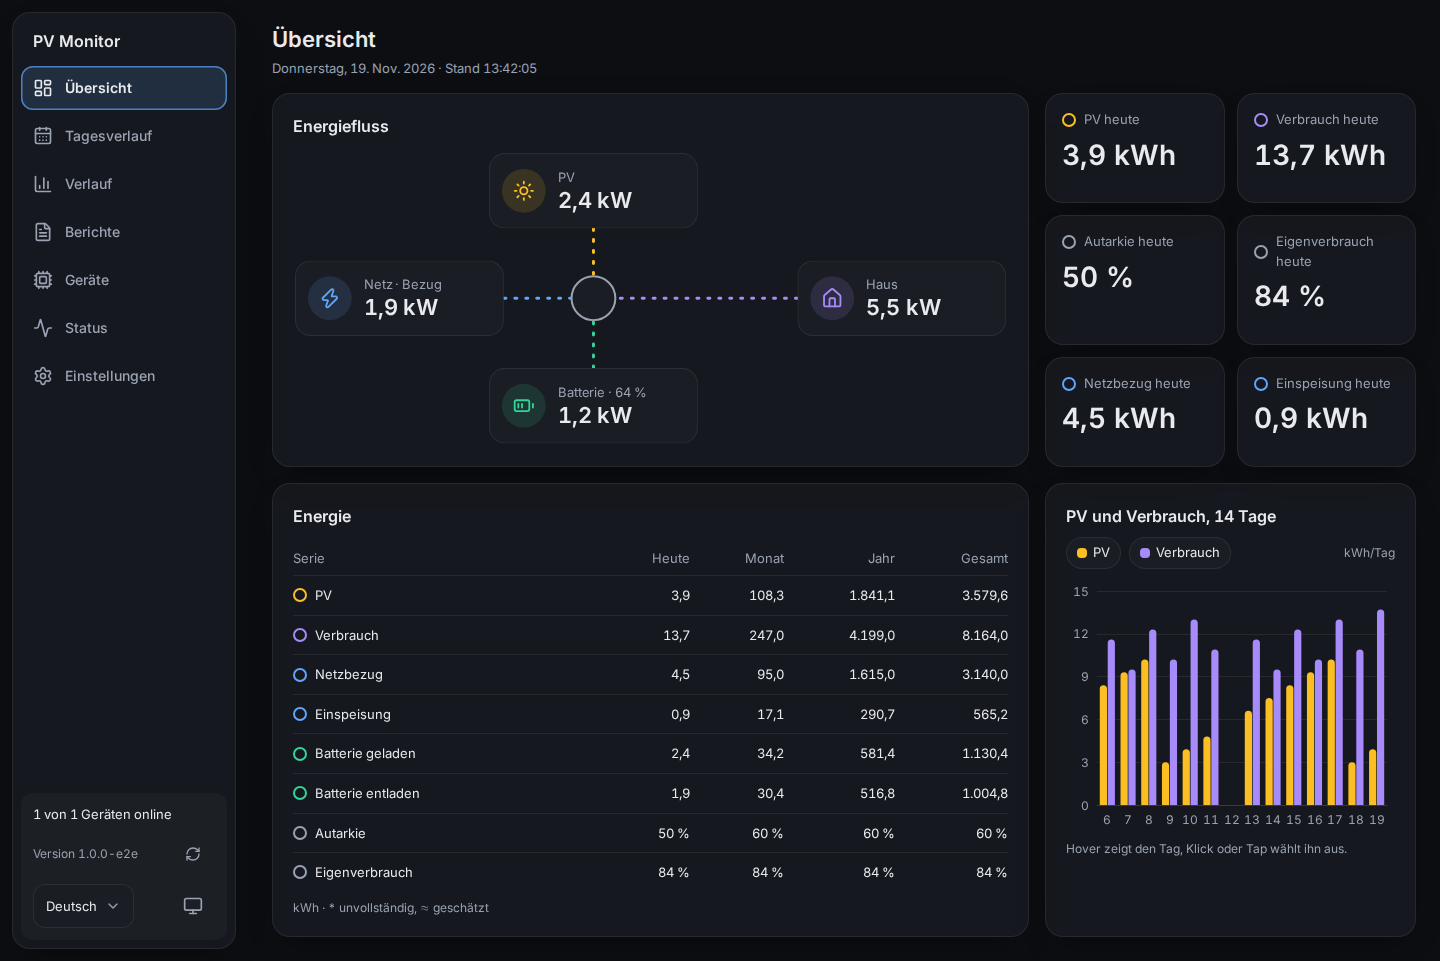 PV Monitor
Übersicht
Tagesverlauf
Verlauf
Berichte
Geräte
Status
Einstellungen
1 von 1 Geräten online
Version 1.0.0-e2e
Deutsch
Übersicht
Donnerstag, 19. Nov. 2026 · Stand 13:42:05
Energiefluss
PV
2,4 kW
Netz · Bezug
1,9 kW
Haus
5,5 kW
Batterie · 64 %
1,2 kW
PV heute
3,9 kWh
Verbrauch heute
13,7 kWh
Autarkie heute
50 %
Eigenverbrauch
heute
84 %
Netzbezug heute
4,5 kWh
Einspeisung heute
0,9 kWh
Energie
Serie Heute Monat Jahr Gesamt
PV 3,9 108,3 1.841,1 3.579,6
Verbrauch 13,7 247,0 4.199,0 8.164,0
Netzbezug 4,5 95,0 1.615,0 3.140,0
Einspeisung 0,9 17,1 290,7 565,2
Batterie geladen 2,4 34,2 581,4 1.130,4
Batterie entladen 1,9 30,4 516,8 1.004,8
Autarkie 50 % 60 % 60 % 60 %
Eigenverbrauch 84 % 84 % 84 % 84 %
kWh · * unvollständig, ≈ geschätzt
PV und Verbrauch, 14 Tage
PV Verbrauch kWh/Tag
15
12
9
6
3
0
6 7 8 9 10 11 12 13 14 15 16 17 18 19
Hover zeigt den Tag, Klick oder Tap wählt ihn aus.